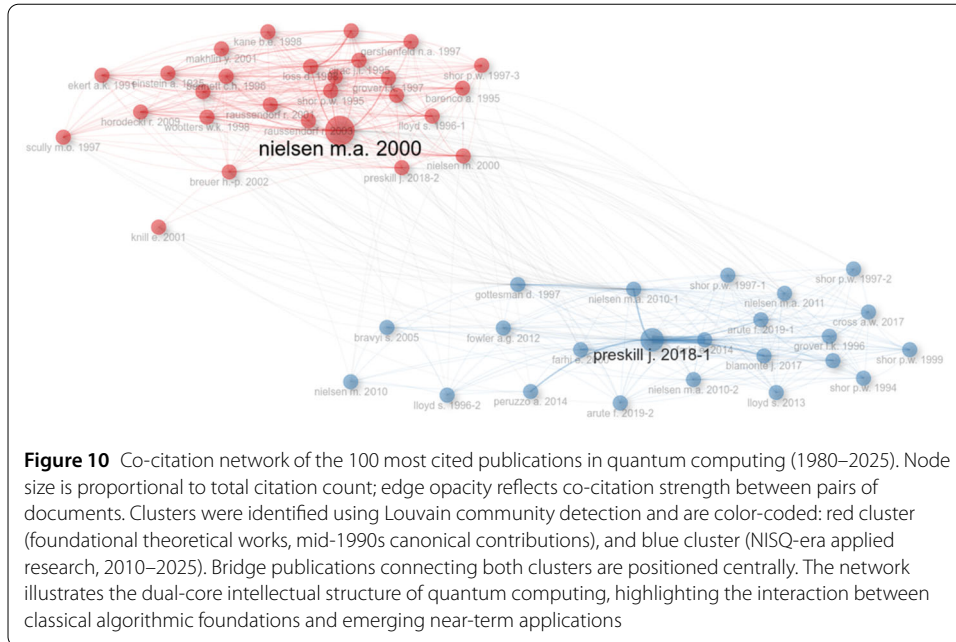 kane b.e. 1998
makhlin y. 2001
gershenfeld n.a. 1997
ekert a.k. 1991
einstein a. 1935
shor p.w. 1997-3
barenco a. 1995
shor p.w. 1995
horodecki r. 2009
wootters w.k. 1998
raussendorf r. 2001
lloyd s. 1996-1
scully m.o. 1997
nielsen m.a. 2000
nielsen m. 2000
breuer h.-p. 2002
preskill j. 2018-2
knill e. 2001
shor p.w. 1997-2
gottesman d. 1997
nielsen m.a. 2010-1
shor p.w. 1997-1
nielsen m.a. 2011
bravyi s. 2005
fowler a.g. 2012
arute f. 2019-1
cross a.w. 2017
grover l.k. 1996
farhi e.
preskill j. 2018-1
2014
biamonte j. 2017
shor p.w. 1999
nielsen m. 2010
lloyd s. 1996-2
peruzzo a. 2014
nielsen m.a. 2010-2
arute f. 2019-2
lloyd s. 2013
shor p.w. 1994
Figure 10 Co-citation network of the 100 most cited publications in quantum computing (1980–2025). Node
size is proportional to total citation count; edge opacity reflects co-citation strength between pairs of
documents. Clusters were identified using Louvain community detection and are color-coded: red cluster
(foundational theoretical works, mid-1990s canonical contributions), and blue cluster (NISQ-era applied
research, 2010–2025). Bridge publications connecting both clusters are positioned centrally. The network
illustrates the dual-core intellectual structure of quantum computing, highlighting the interaction between
classical algorithmic foundations and emerging near-term applications